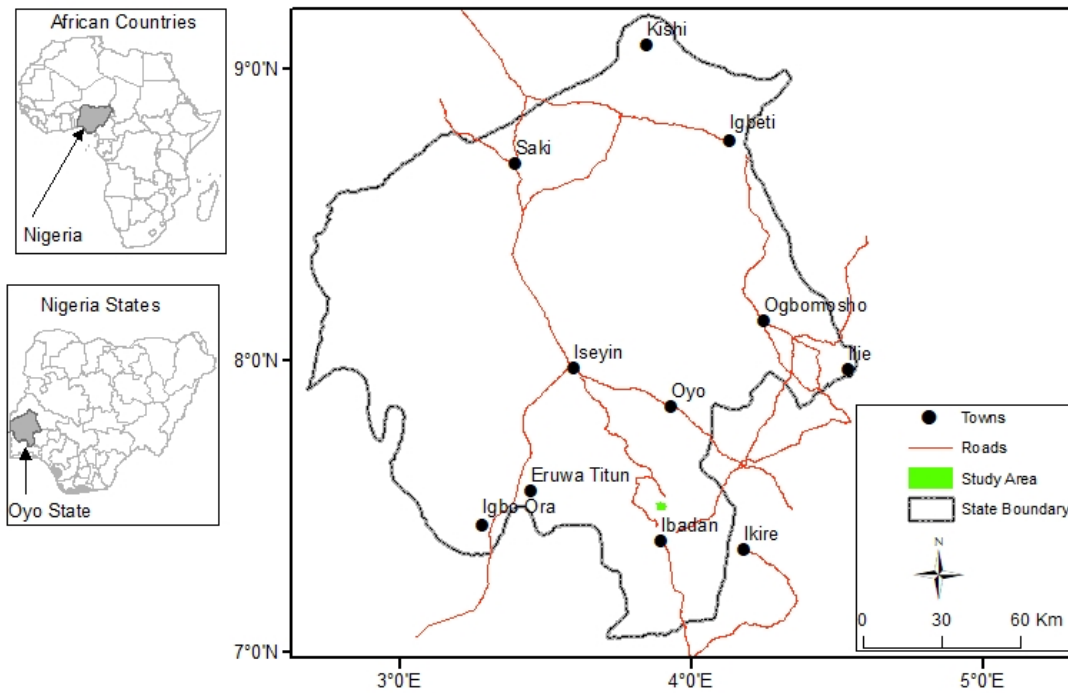 African Countries
Nigeria
Nigeria States
Oyo State
9°0'N
8°0'N
7°0'N
3°0'E
4°0'E
5°0'E
Kishi
Igbeti
Saki
Ogbomosho
Ilie
Iseyin
Oyo
Eruwa Titun
Igbo Ora
Ibadan
Ikire
Towns
Roads
Study Area
State Boundary
N
0 30 60 Km